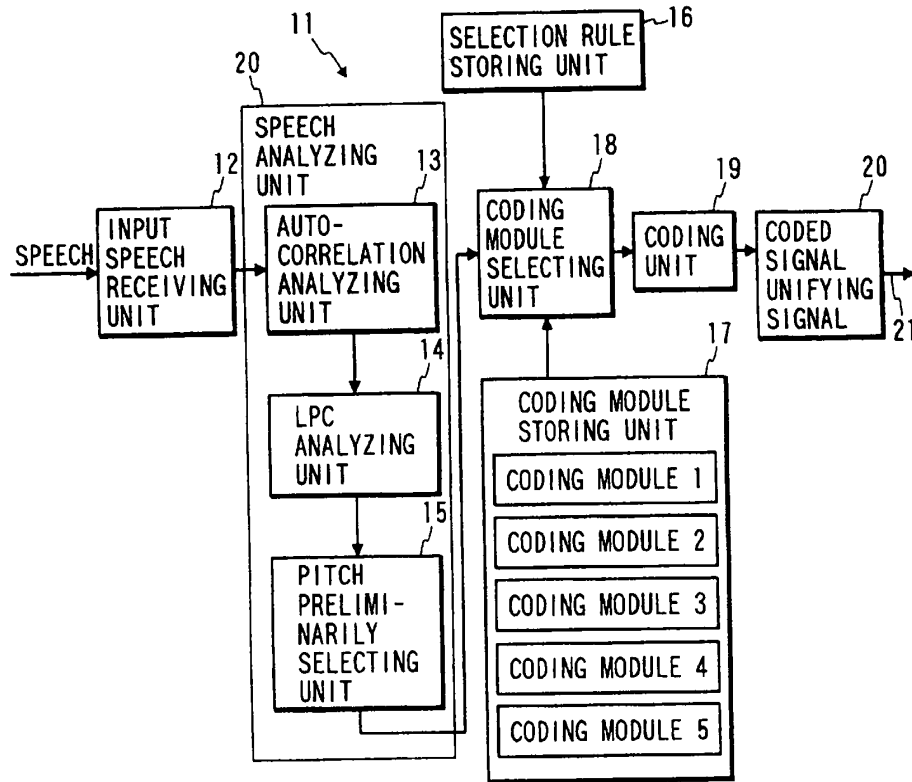 11
16
SELECTION RULE
STORING UNIT
20
SPEECH
ANALYZING
UNIT
12
INPUT
SPEECH
RECEIVING
UNIT
SPEECH
13
AUTO-
CORRELATION
ANALYZING
UNIT
14
LPC
ANALYZING
UNIT
15
PITCH
PRELIMI-
NARILY
SELECTING
UNIT
18
CODING
MODULE
SELECTING
UNIT
19
CODING
UNIT
20
CODED
SIGNAL
UNIFYING
SIGNAL
21
17
CODING MODULE
STORING UNIT
CODING MODULE 1
CODING MODULE 2
CODING MODULE 3
CODING MODULE 4
CODING MODULE 5